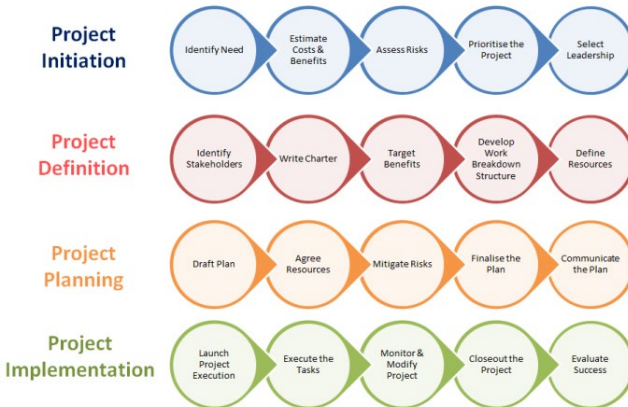 Project
Initiation
Identify Need
Estimate
Costs &
Benefits
Assess Risks
Prioritise the
Project
Select
Leadership
Project
Definition
Identify
Stakeholders
Write Charter
Target
Benefits
Develop
Work
Breakdown
Structure
Define
Resources
Project
Planning
Draft Plan
Agree
Resources
Mitigate Risks
Finalise the
Plan
Communicate
the Plan
Project
Implementation
Launch
Project
Execution
Execute the
Tasks
Monitor &
Modify
Project
Closeout the
Project
Evaluate
Success